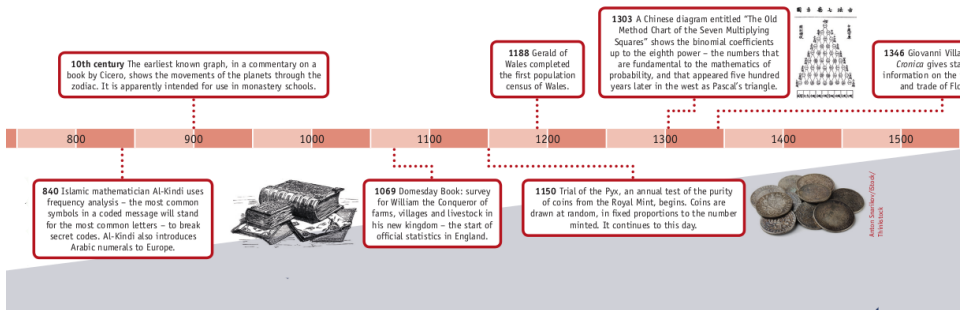 10th century The earliest known graph, in a commentary on a
book by Cicero, shows the movements of the planets through the
zodiac. It is apparently intended for use in monastery schools.
1188 Gerald of
Wales completed
the first population
census of Wales.
1303 A Chinese diagram entitled "The Old
Method Chart of the Seven Multiplying
Squares" shows the binomial coefficients
up to the eighth power – the numbers that
are fundamental to the mathematics of
probability, and that appeared five hundred
years later in the west as Pascal's triangle.
1346 Giovanni Villa
Cronica gives sta
information on the
and trade of Flo
800 900 1000 1100 1200 1300 1400 1500
840 Islamic mathematician Al-Kindi uses
frequency analysis – the most common
symbols in a coded message will stand
for the most common letters – to break
secret codes. Al-Kindi also introduces
Arabic numerals to Europe.
1069 Domesday Book: survey
for William the Conqueror of
farms, villages and livestock in
his new kingdom – the start of
official statistics in England.
1150 Trial of the Pyx, an annual test of the purity
of coins from the Royal Mint, begins. Coins are
drawn at random, in fixed proportions to the number
minted. It continues to this day.
Thinkstock